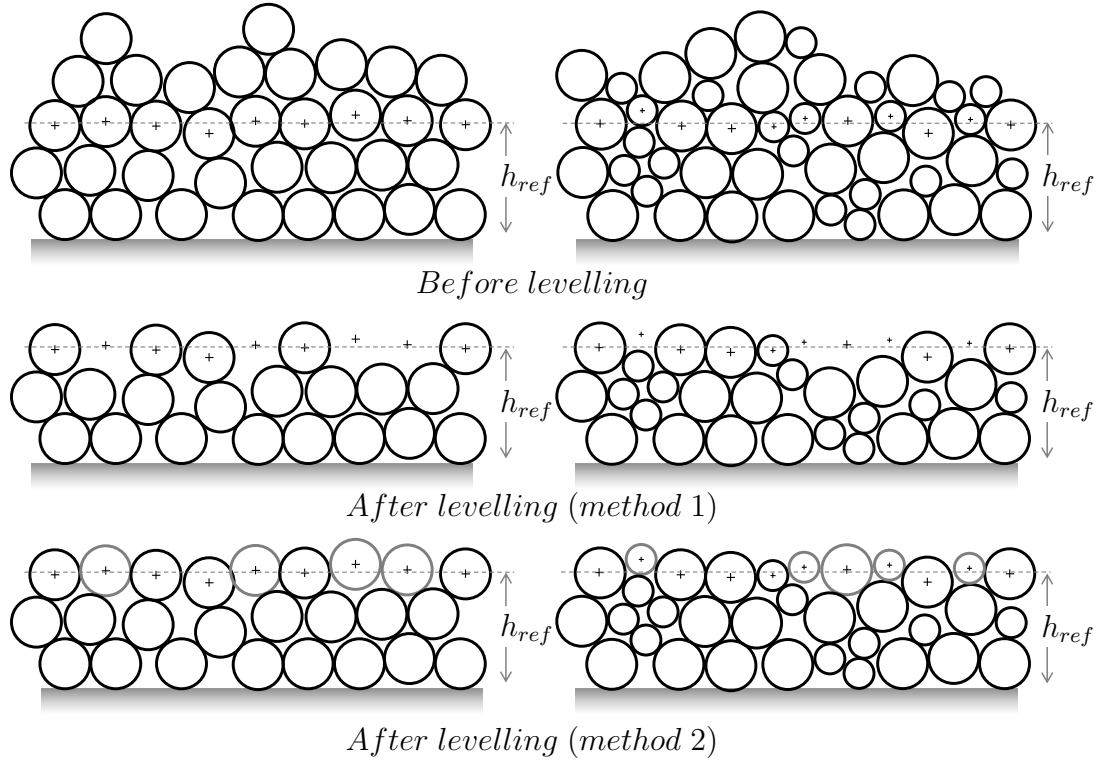 h_ref h_ref
Before levelling
h_ref h_ref
After levelling (method 1)
h_ref h_ref
After levelling (method 2)